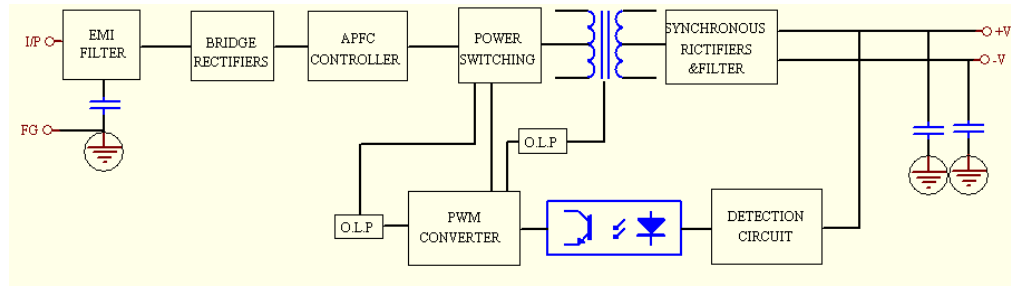 I/P
EMI
FILTER
BRIDGE
RECTIFIERS
APFC
CONTROLLER
POWER
SWITCHING
SYNCHRONOUS
RICTIFIERS
&FILTER
+V
-V
FG
O.L.P
O.L.P
PWM
CONVERTER
DETECTION
CIRCUIT